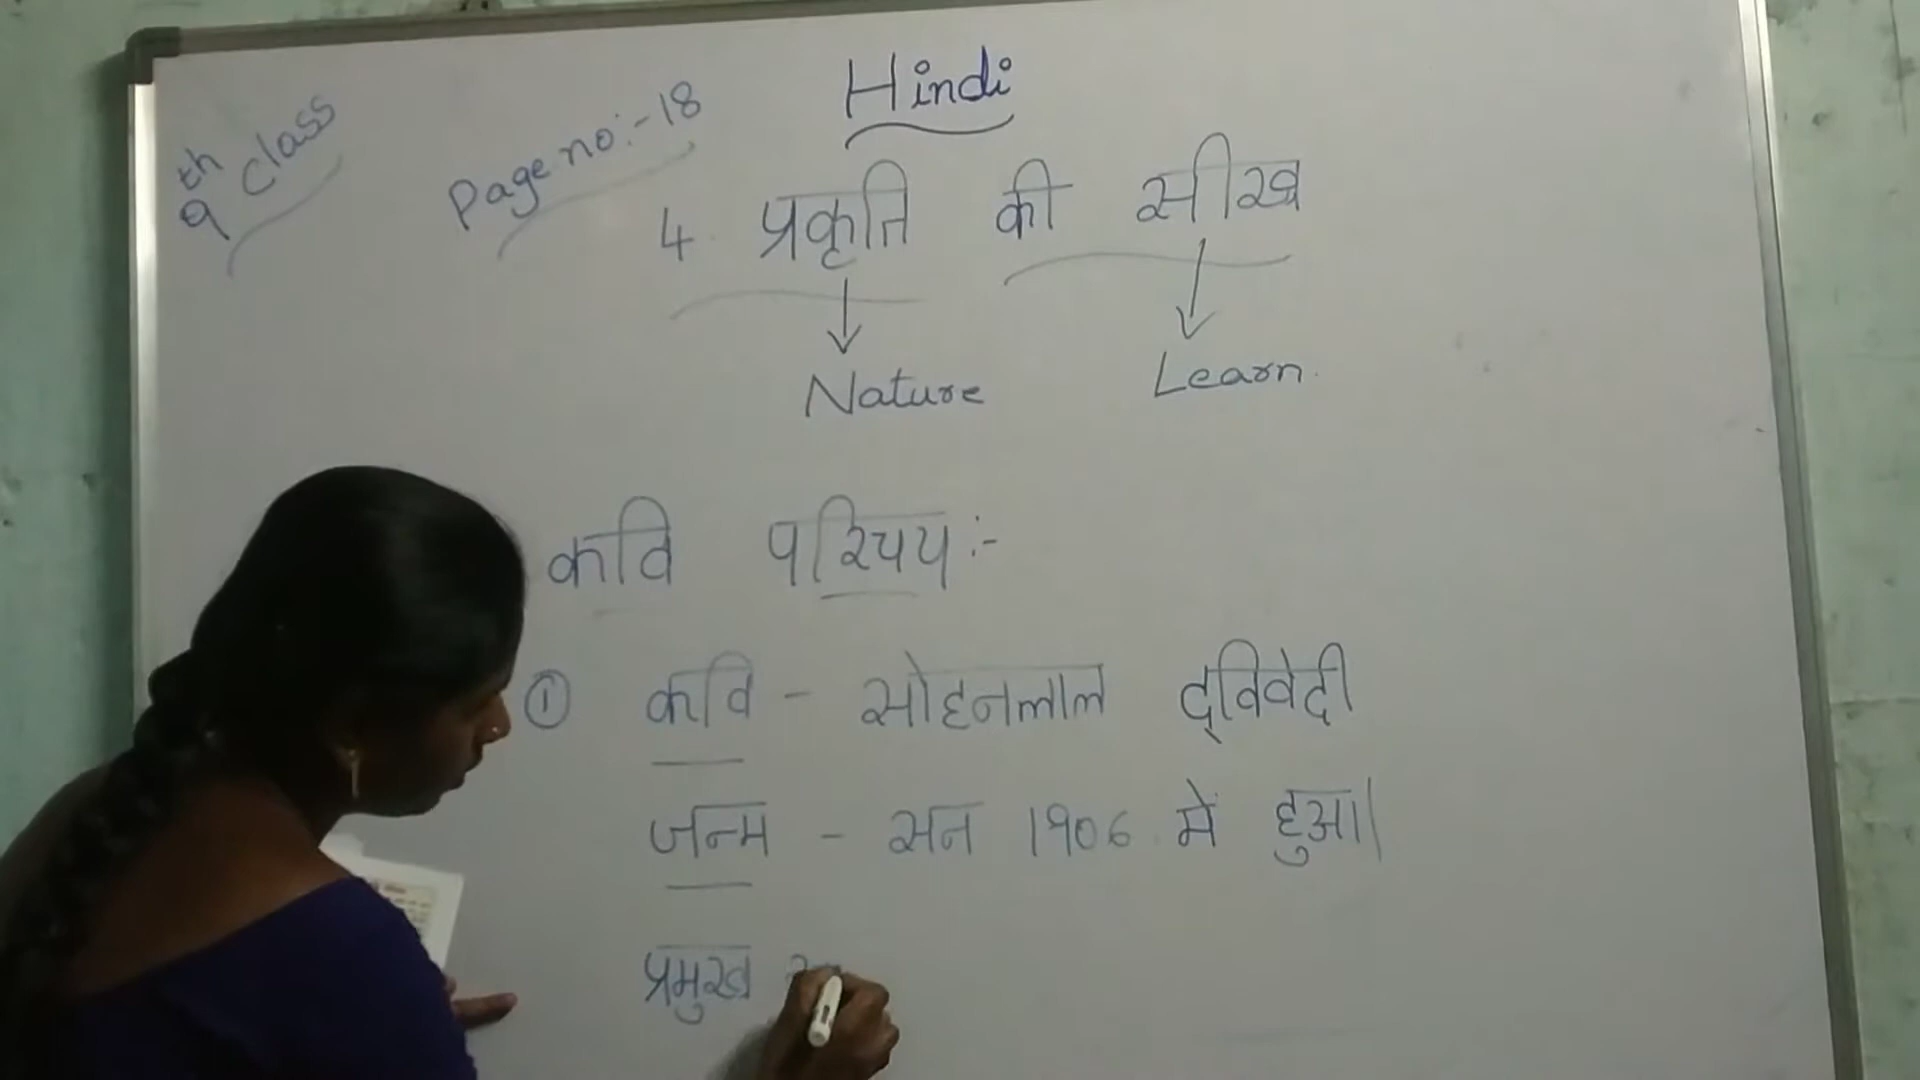 Hindi
9th Class
Page no:-18
4 प्रकृति की सीख
Nature
Learn.
कवि परिचय :-
① कवि - सोहनलाल द्विवेदी
जन्म - सन 1906 में हुआ।
प्रमुख